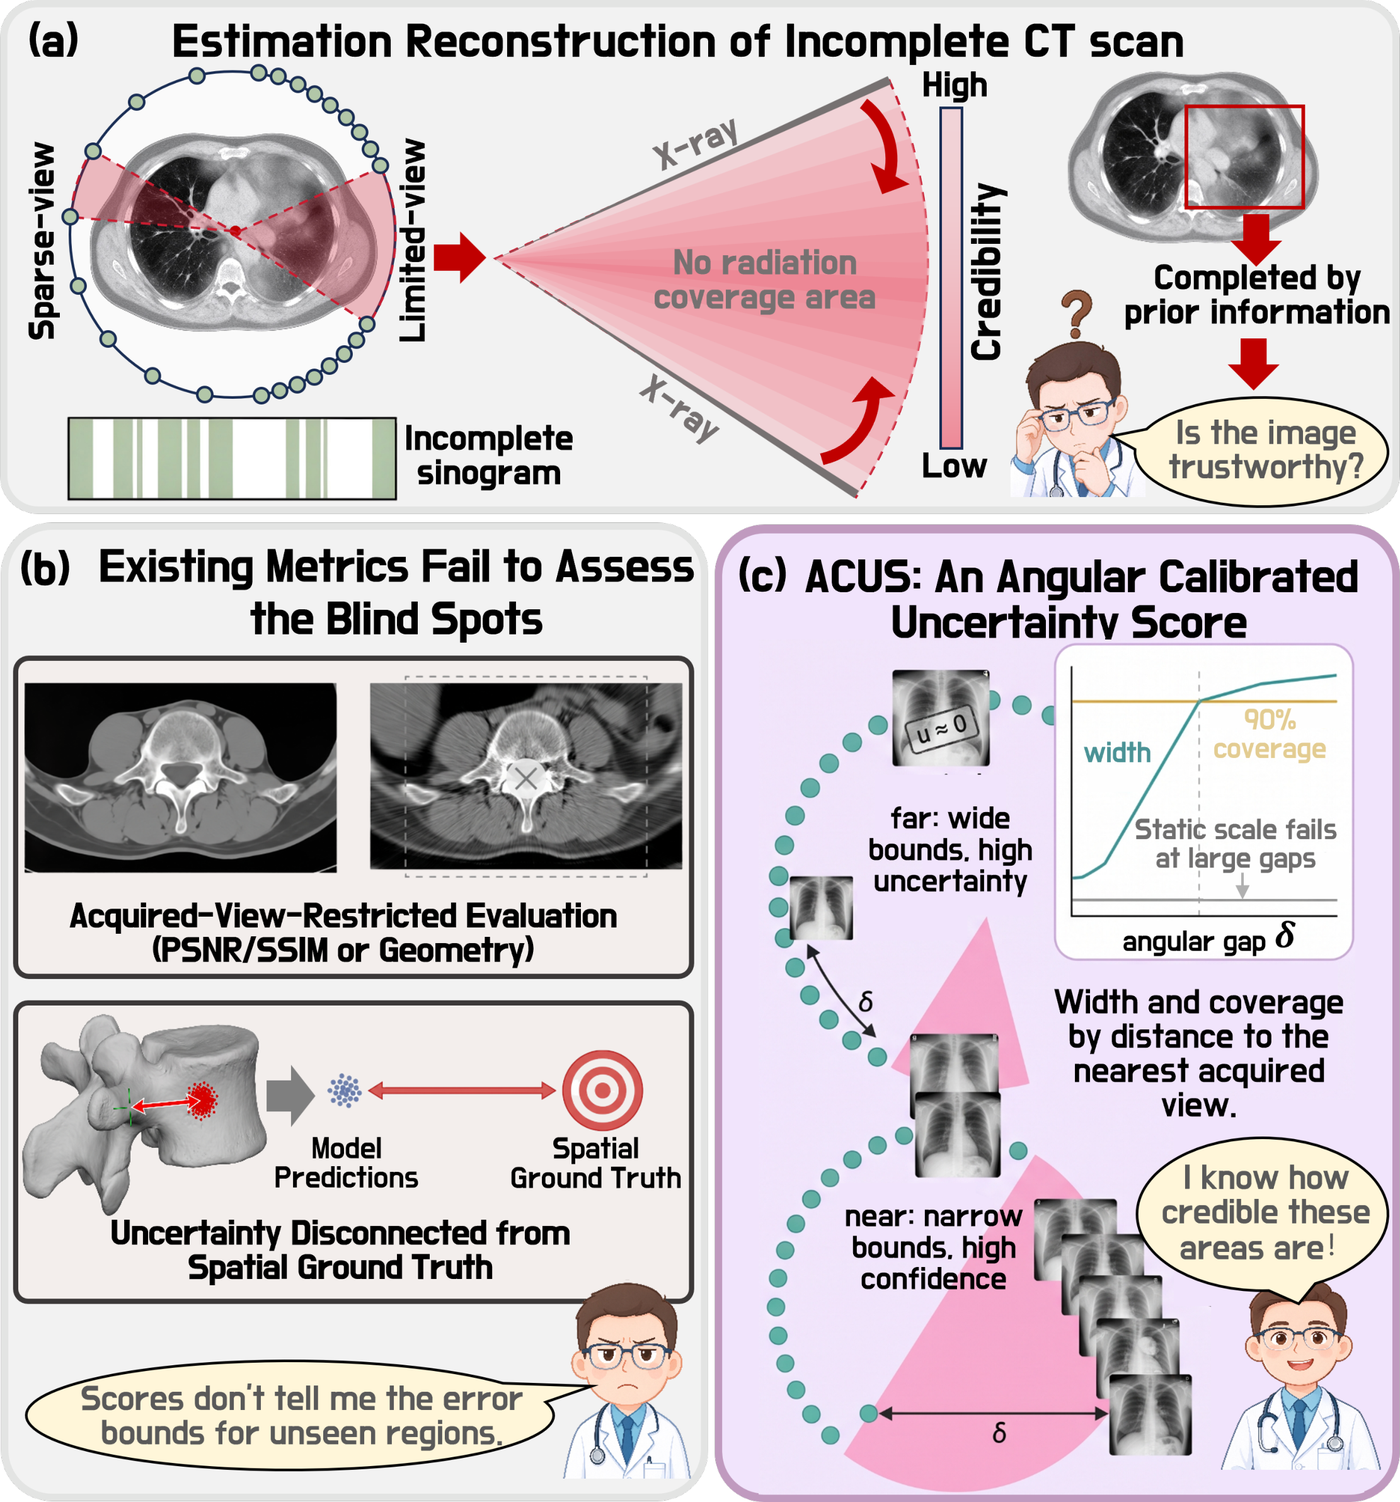 (a) Estimation Reconstruction of Incomplete CT scan
Sparse-view
Limited-view
Incomplete
sinogram
X-ray
No radiation
coverage area
X-ray
High
Credibility
Low
Completed by
prior information
?
Is the image
trustworthy?
(b) Existing Metrics Fail to Assess
the Blind Spots
Acquired-View-Restricted Evaluation
(PSNR/SSIM or Geometry)
Model
Predictions
Spatial
Ground Truth
Uncertainty Disconnected from
Spatial Ground Truth
Scores don't tell me the error
bounds for unseen regions.
(c) ACUS: An Angular Calibrated
Uncertainty Score
u ≈ 0
far: wide
bounds, high
uncertainty
δ
width
90%
coverage
Static scale fails
at large gaps
angular gap δ
Width and coverage
by distance to the
nearest acquired
view.
near: narrow
bounds, high
confidence
δ
I know how
credible these
areas are!